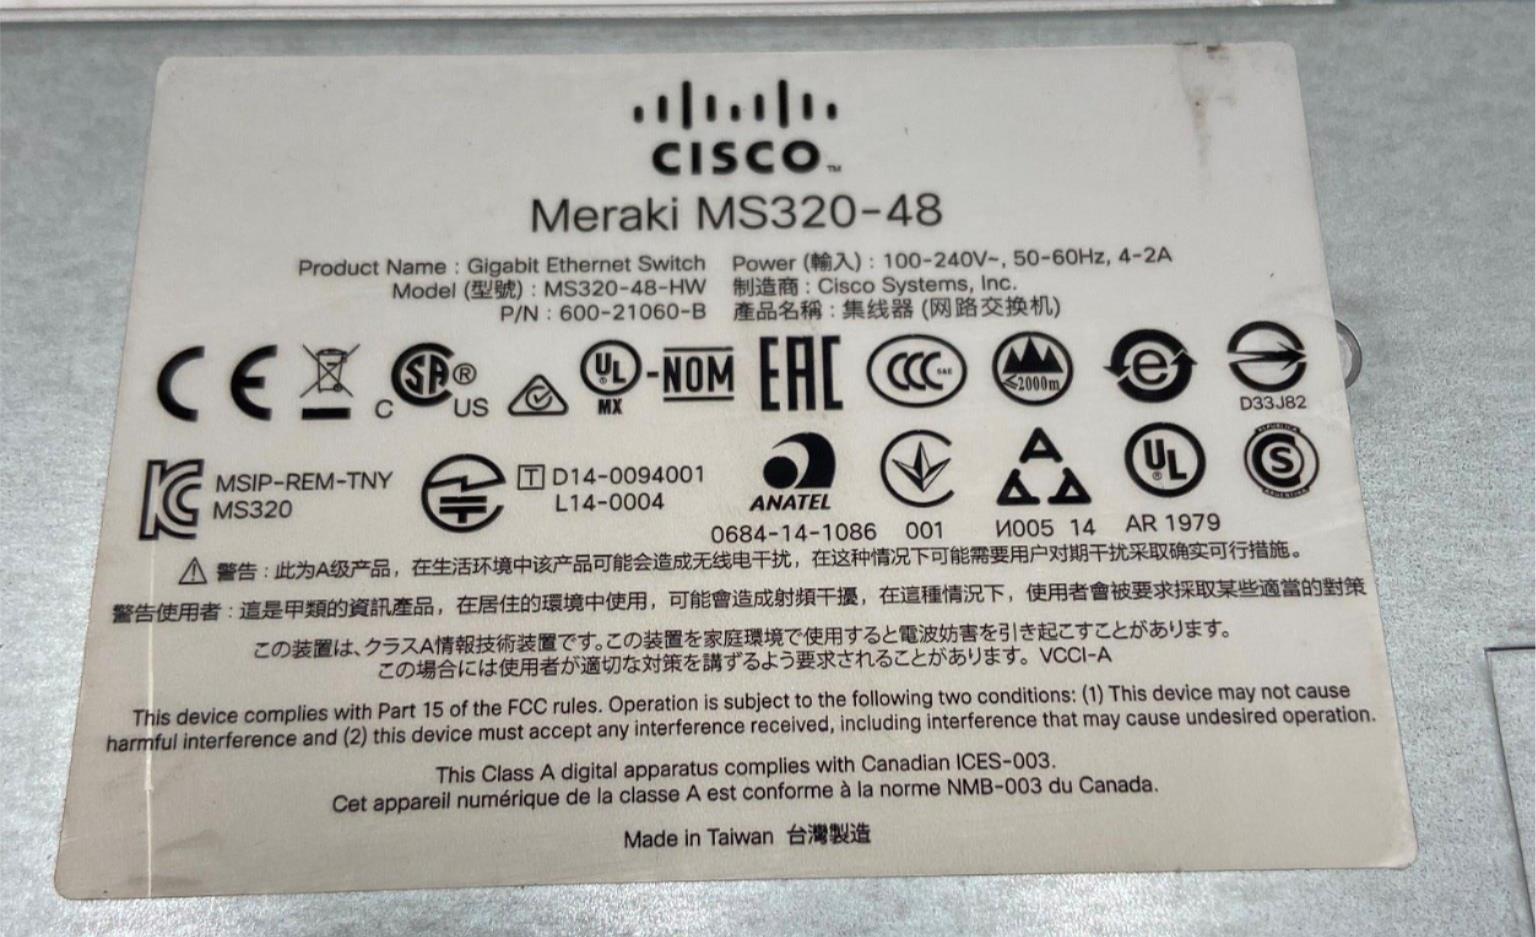 CISCO™
Meraki MS320-48
Product Name : Gigabit Ethernet Switch
Model (型號) : MS320-48-HW
P/N : 600-21060-B
Power (輸入) : 100-240V~, 50-60Hz, 4-2A
制造商 : Cisco Systems, Inc.
產品名稱 : 集线器 (网路交换机)
CE
C SA® US
UL MX -NOM
EAC
CCC S&E
≤2000m
e
D33J82
KC MSIP-REM-TNY
MS320
T D14-0094001
L14-0004
ANATEL
0684-14-1086
001
И005 14
UL
AR 1979
S
REPUBLICA
ARGENTINA
警告 : 此为A级产品，在生活环境中该产品可能会造成无线电干扰，在这种情况下可能需要用户对期干扰采取确实可行措施。
警告使用者 : 這是甲類的資訊產品，在居住的環境中使用，可能會造成射頻干擾，在這種情況下，使用者會被要求採取某些適當的對策
この装置は、クラスA情報技術装置です。この装置を家庭環境で使用すると電波妨害を引き起こすことがあります。
この場合には使用者が適切な対策を講ずるよう要求されることがあります。 VCCI-A
This device complies with Part 15 of the FCC rules. Operation is subject to the following two conditions: (1) This device may not cause
harmful interference and (2) this device must accept any interference received, including interference that may cause undesired operation.
This Class A digital apparatus complies with Canadian ICES-003.
Cet appareil numérique de la classe A est conforme à la norme NMB-003 du Canada.
Made in Taiwan 台灣製造